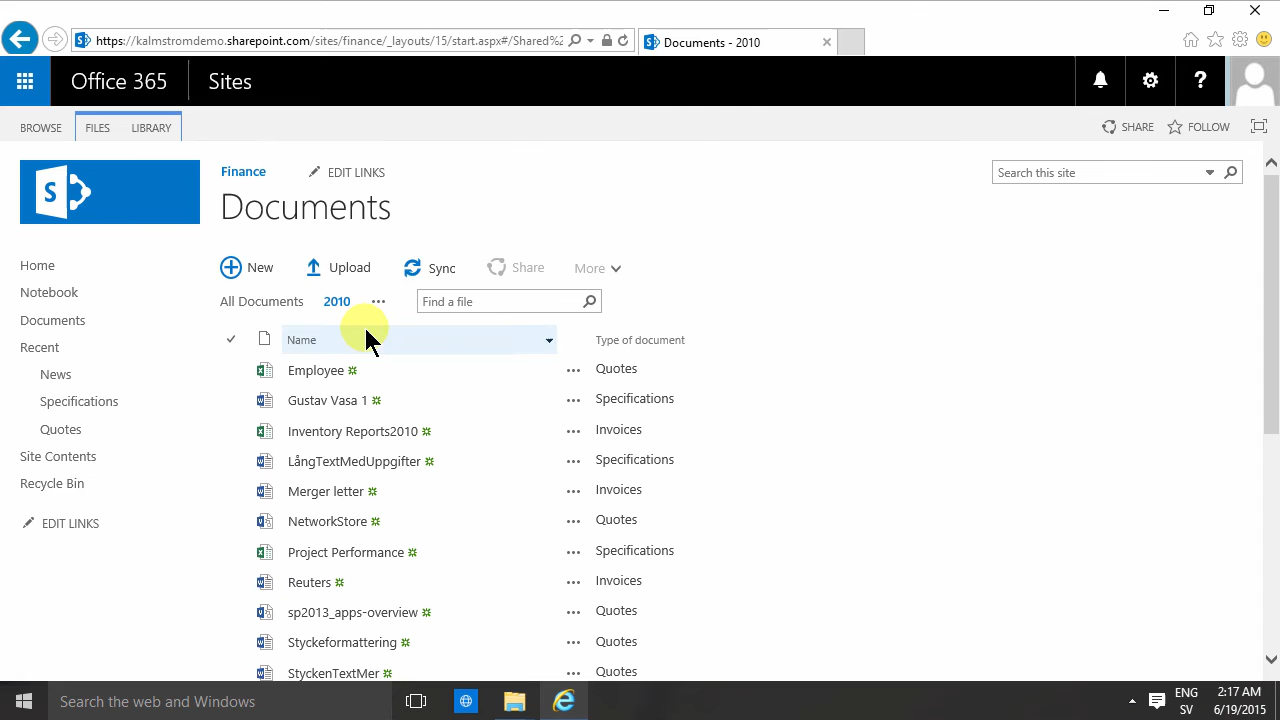 https://kalmstromdemo.sharepoint.com/sites/finance/_layouts/15/start.aspx#/Shared%2
Documents - 2010
Office 365
Sites
?
BROWSE
FILES
LIBRARY
SHARE
FOLLOW
S
Finance
EDIT LINKS
Search this site
Documents
New
Upload
Sync
Share
More
All Documents
2010
...
Find a file
Home
Notebook
Documents
Recent
News
Specifications
Quotes
Site Contents
Recycle Bin
EDIT LINKS
Name
Type of document
Employee ... Quotes
Gustav Vasa 1 ... Specifications
Inventory Reports2010 ... Invoices
LångTextMedUppgifter ... Specifications
Merger letter ... Invoices
NetworkStore ... Quotes
Project Performance ... Specifications
Reuters ... Invoices
sp2013_apps-overview ... Quotes
Styckeformattering ... Quotes
StyckenTextMer ... Quotes
Search the web and Windows
ENG
SV
2:17 AM
6/19/2015